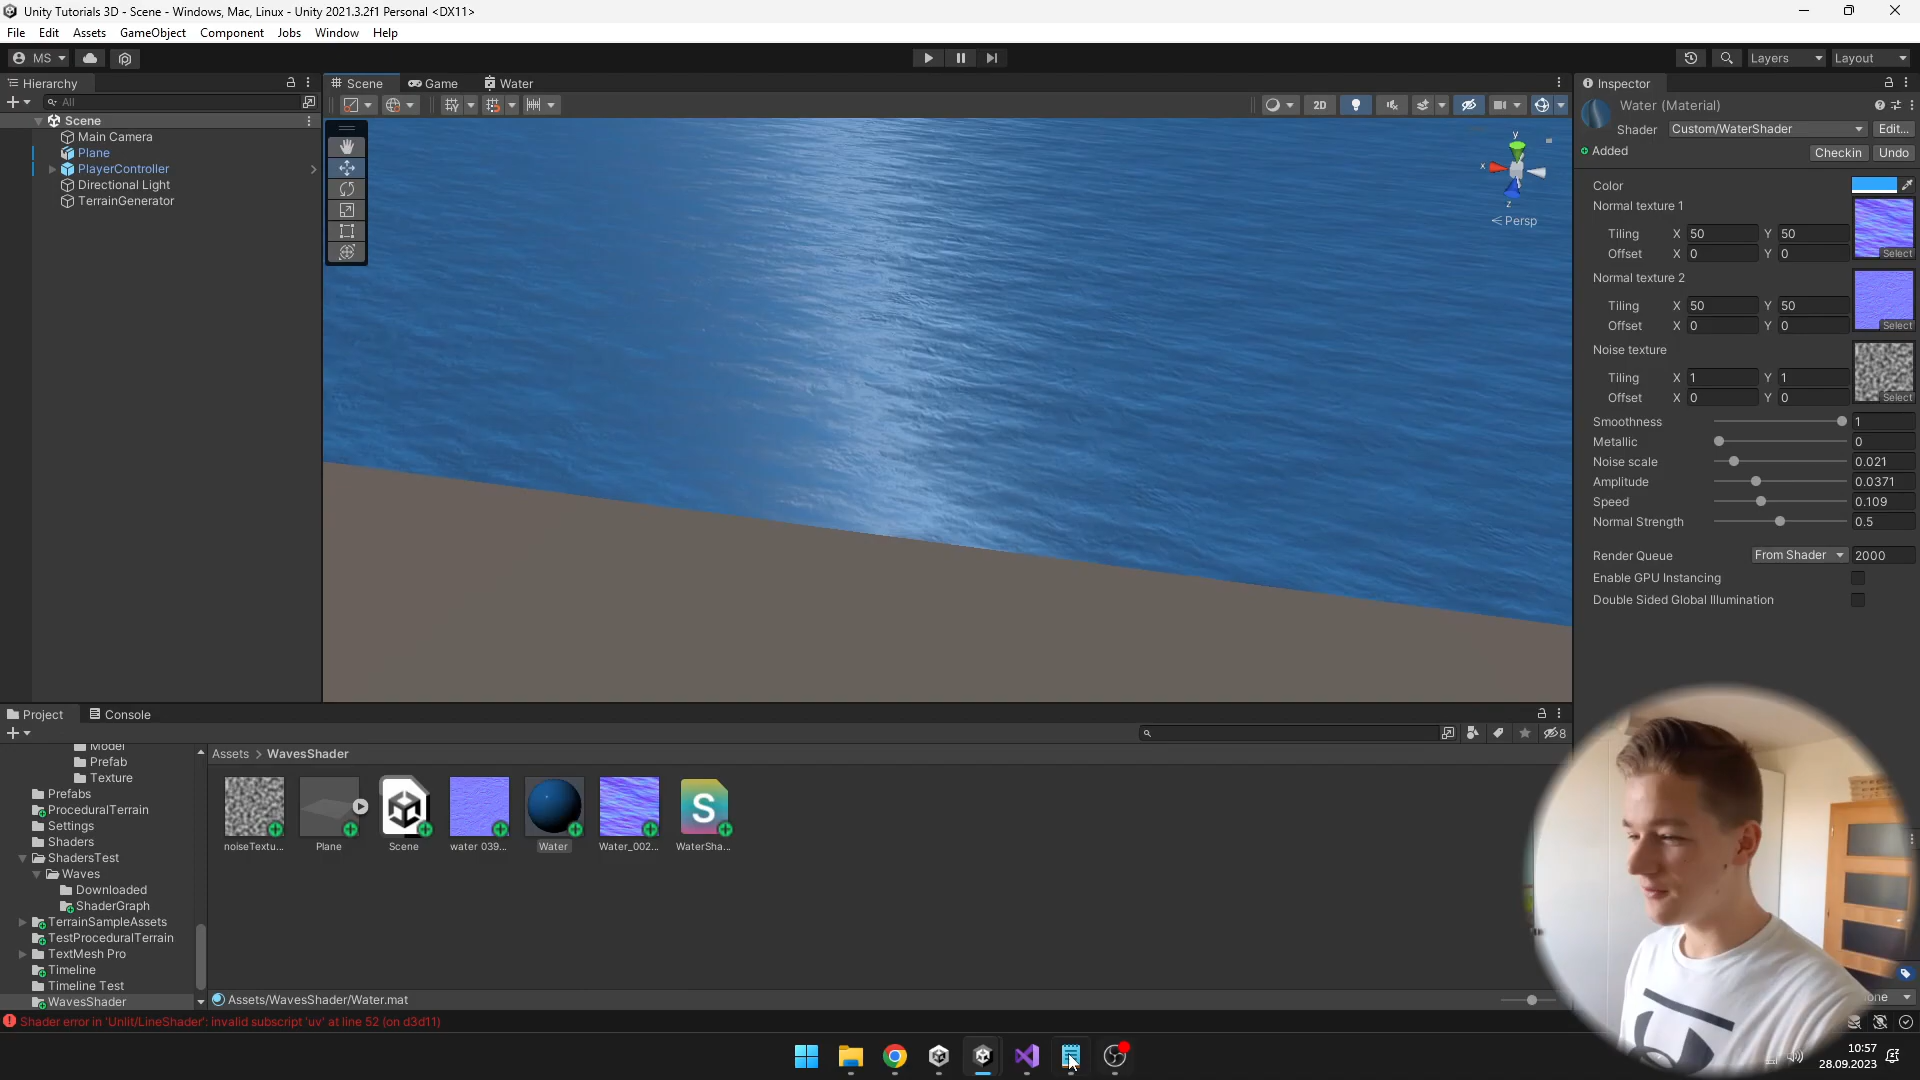 Unity Tutorials 3D - Scene - Windows, Mac, Linux - Unity 2021.3.2f1 Personal <DX11>
File Edit Assets GameObject Component Jobs Window Help
MS Layers Layout
Hierarchy
All
Scene
Main Camera
Plane
PlayerController
Directional Light
TerrainGenerator
Scene Game Water
2D
y
x
z
Persp
Inspector
Water (Material)
Shader Custom/WaterShader Edit...
Added Checkin Undo
Color
Normal texture 1
Tiling X 50 Y 50
Offset X 0 Y 0
Select
Normal texture 2
Tiling X 50 Y 50
Offset X 0 Y 0
Select
Noise texture
Tiling X 1 Y 1
Offset X 0 Y 0
Select
Smoothness 1
Metallic 0
Noise scale 0.021
Amplitude 0.0371
Speed 0.109
Normal Strength 0.5
Render Queue From Shader 2000
Enable GPU Instancing
Double Sided Global Illumination
Project Console
8
Model
Prefab
Texture
Prefabs
ProceduralTerrain
Settings
Shaders
ShadersTest
Waves
Downloaded
ShaderGraph
TerrainSampleAssets
TestProceduralTerrain
TextMesh Pro
Timeline
Timeline Test
WavesShader
Assets > WavesShader
S
noiseTextu... Plane Scene water 039... Water Water_002... WaterSha...
Assets/WavesShader/Water.mat
Shader error in 'Unlit/LineShader': invalid subscript 'uv' at line 52 (on d3d11)
10:57
28.09.2023